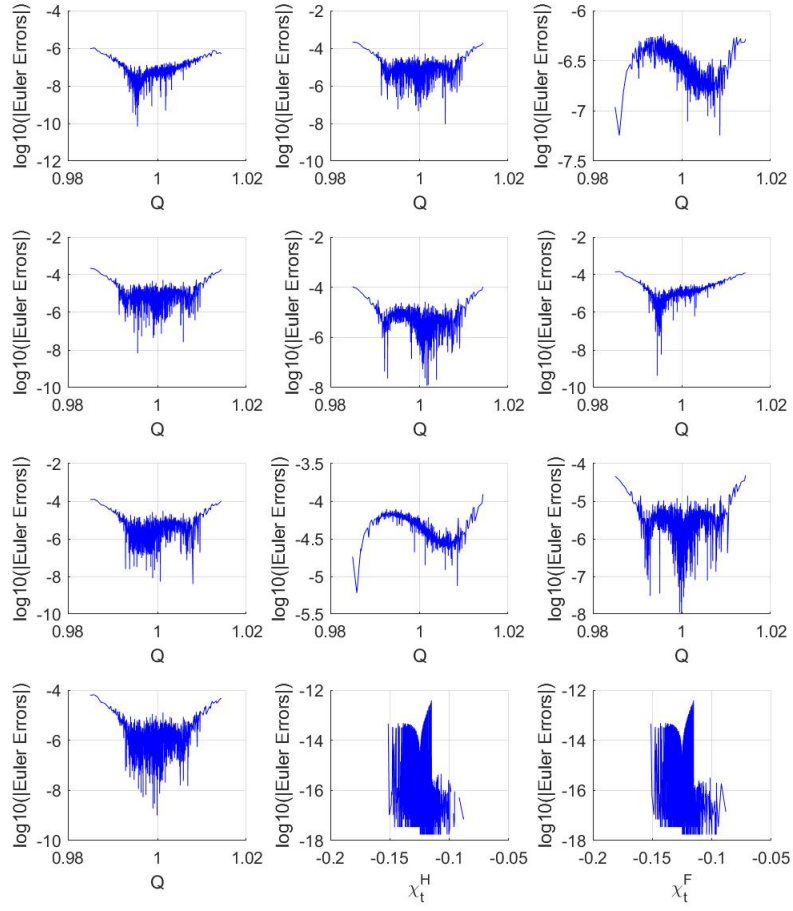 -4 -2 -6
-6 -4 -6.5
-8 -6 -7
-10 -8
-12 -10 -7.5
0.98 1 1.02 0.98 1 1.02 0.98 1 1.02
log10(|Euler Errors|) log10(|Euler Errors|) log10(|Euler Errors|)
Q Q Q
-2 -2 -2
-4 -4 -4
-6 -6 -6
-8 -8
-10 -8 -10
0.98 1 1.02 0.98 1 1.02 0.98 1 1.02
log10(|Euler Errors|) log10(|Euler Errors|) log10(|Euler Errors|)
Q Q Q
-2 -3.5 -4
-4 -4 -5
-6 -4.5 -6
-8 -5 -7
-10 -5.5 -8
0.98 1 1.02 0.98 1 1.02 0.98 1 1.02
log10(|Euler Errors|) log10(|Euler Errors|) log10(|Euler Errors|)
Q Q Q
-4 -12 -12
-6 -14 -14
-8 -16 -16
-10 -18 -18
0.98 1 1.02 -0.2 -0.15 -0.1 -0.05 -0.2 -0.15 -0.1 -0.05
log10(|Euler Errors|) log10(|Euler Errors|) log10(|Euler Errors|)
Q χ_t^H χ_t^F